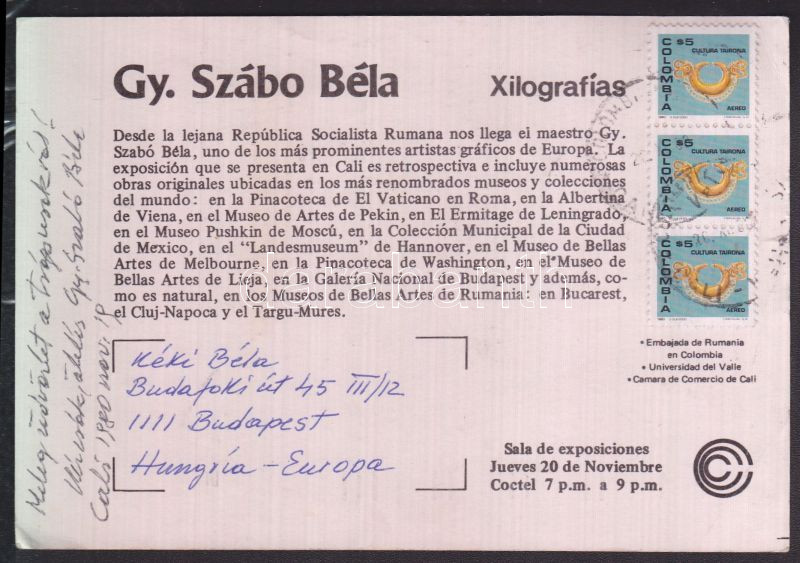 Gy. Szábo Béla
Xilografías
Desde la lejana República Socialista Rumana nos llega el maestro Gy.
Szabó Béla, uno de los más prominentes artistas gráficos de Europa. La
exposición que se presenta en Cali es retrospectiva e incluye numerosas
obras originales ubicadas en los más renombrados museos y colecciones
del mundo: en la Pinacoteca de El Vaticano en Roma, en la Albertina
de Viena, en el Museo de Artes de Pekin, en El Ermitage de Leningrado,
en el Museo Pushkin de Moscú, en la Colección Municipal de la Ciudad
de Mexico, en el "Landesmuseum" de Hannover, en el Museo de Bellas
Artes de Melbourne, en la Pinacoteca de Washington, en el Museo de
Bellas Artes de Lieja, en la Galería Nacional de Budapest y además, co-
mo es natural, en los Museos de Bellas Artes de Rumania: en Bucarest,
el Cluj-Napoca y el Targu-Mures.
COLOMBIA $5
CULTURA TAIRONA
AEREO
COLOMBIA $5
CULTURA TAIRONA
AEREO
COLOMBIA $5
CULTURA TAIRONA
AEREO
• Embajada de Rumania
en Colombia
• Universidad del Valle
• Camara de Comercio de Cali
Kéki Béla
Budafoki út 45 III/12
1111 Budapest
Hungría - Europa
Sala de exposiciones
Jueves 20 de Noviembre
Coctel 7 p.m. a 9 p.m.
Meleg üdvözlet a trópusokról!
Gy. Szabó Béla
Cali 1980 nov. 19
darabanth